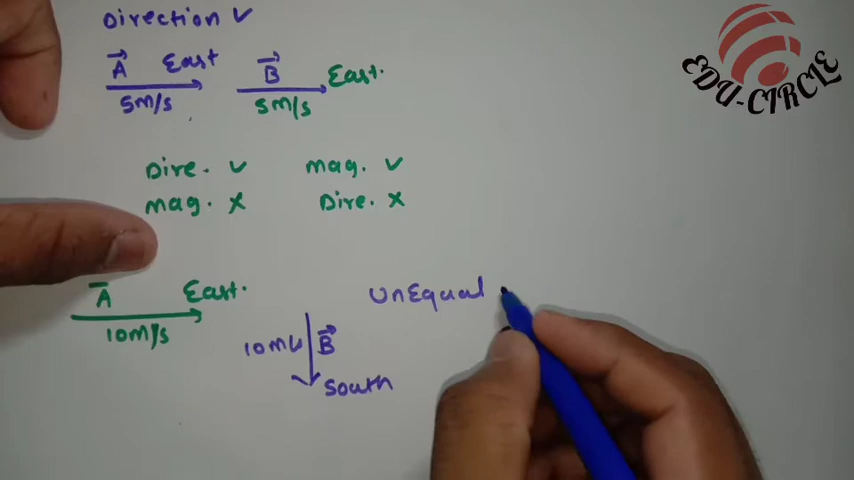 Direction ✓
A East B East.
5m/s 5m/s
Dire. ✓ mag. ✓
mag. × Dire. ×
A East.
10m/s
unEqual
10m B
South
EDU-CIRCLE